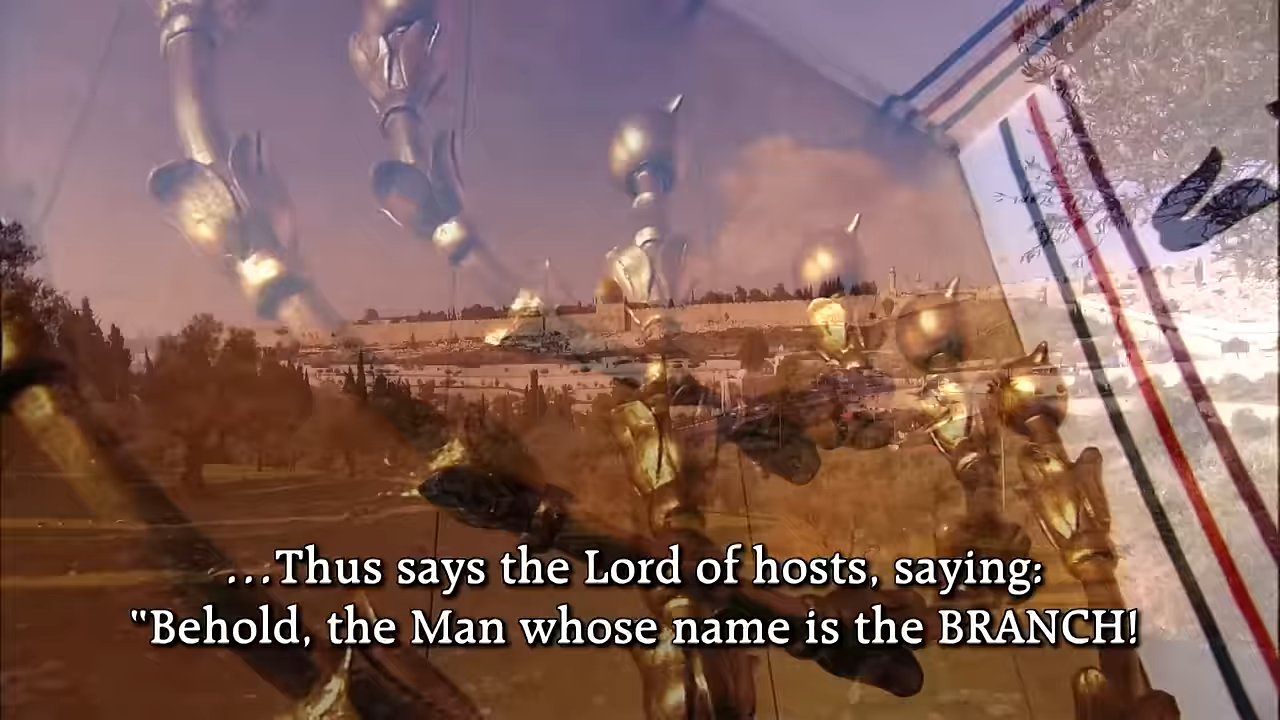 …Thus says the Lord of hosts, saying:
“Behold, the Man whose name is the BRANCH!